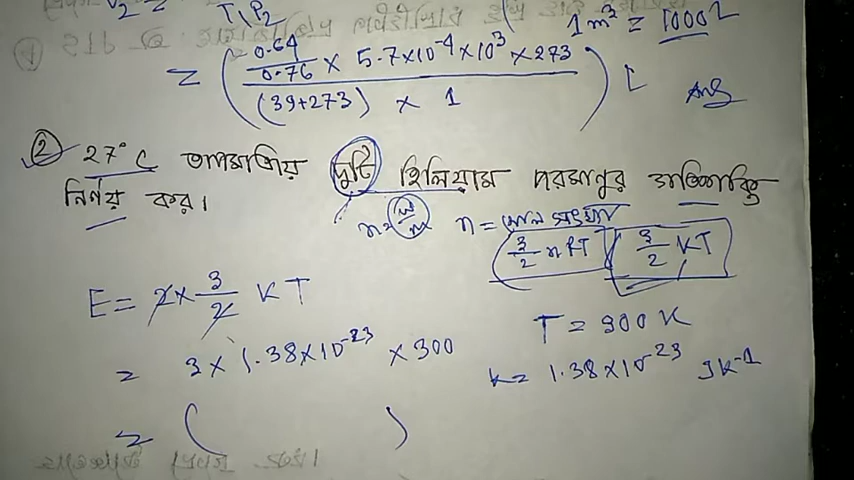 V₂ =
T₁P₂
1m³ = 1000L
= ( 0.64/0.76 × 5.7×10⁻⁴×10³ × 273 / (39+273) × 1 ) L Ans
② 27°C তাপমাত্রায় দুটি হিলিয়াম পরমাণুর গতিশক্তি
নির্ণয় কর।
n = w/M n = মোল সংখ্যা
3/2 nRT 3/2 KT
E = 2 × 3/2 KT
T = 300 K
= 3 × 1.38×10⁻²³ × 300
k = 1.38×10⁻²³ JK⁻¹
= ( )